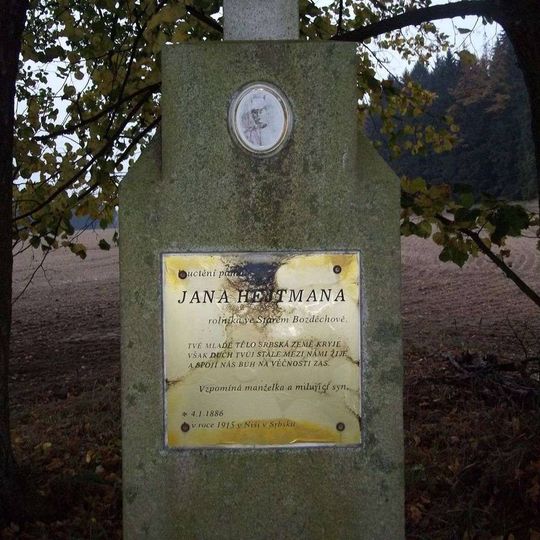 uctění pam
JANA HEJTMANA
rolníka ve Starém Bozděchově.
TVÉ MLADÉ TĚLO SRBSKÁ ZEMĚ KRYJE
VŠAK DUCH TVŮJ STÁLE MEZI NÁMI ŽIJE
A SPOJÍ NÁS BŮH NA VĚČNOSTI ZAS.
Vzpomíná manželka a milující syn.
* 4.1.1886
v roce 1915 v Niši v Srbsku